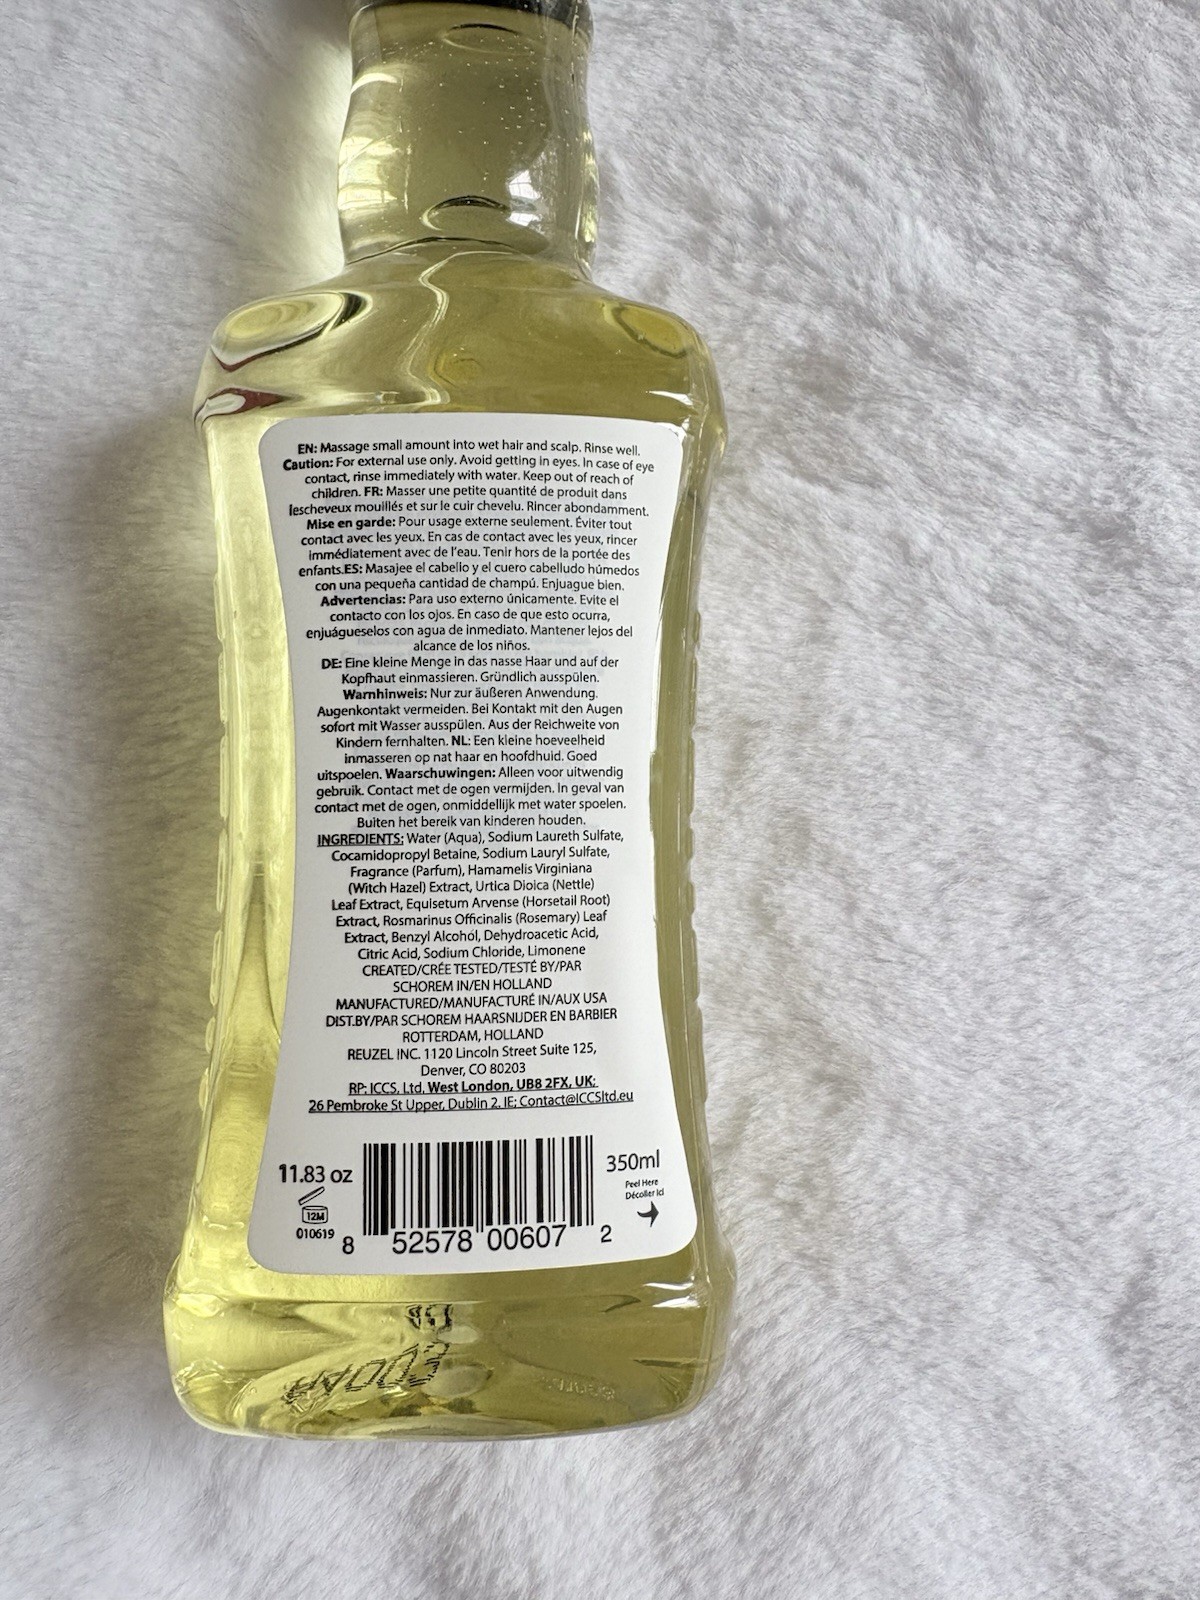 EN: Massage small amount into wet hair and scalp. Rinse well.
Caution: For external use only. Avoid getting in eyes. In case of eye
contact, rinse immediately with water. Keep out of reach of
children. FR: Masser une petite quantité de produit dans
lescheveux mouillés et sur le cuir chevelu. Rincer abondamment.
Mise en garde: Pour usage externe seulement. Éviter tout
contact avec les yeux. En cas de contact avec les yeux, rincer
immédiatement avec de l'eau. Tenir hors de la portée des
enfants.ES: Masajee el cabello y el cuero cabelludo húmedos
con una pequeña cantidad de champú. Enjuague bien.
Advertencias: Para uso externo únicamente. Evite el
contacto con los ojos. En caso de que esto ocurra,
enjuágueselos con agua de inmediato. Mantener lejos del
alcance de los niños.
DE: Eine kleine Menge in das nasse Haar und auf der
Kopfhaut einmassieren. Gründlich ausspülen.
Warnhinweis: Nur zur äußeren Anwendung.
Augenkontakt vermeiden. Bei Kontakt mit den Augen
sofort mit Wasser ausspülen. Aus der Reichweite von
Kindern fernhalten. NL: Een kleine hoeveelheid
inmasseren op nat haar en hoofdhuid. Goed
uitspoelen. Waarschuwingen: Alleen voor uitwendig
gebruik. Contact met de ogen vermijden. In geval van
contact met de ogen, onmiddellijk met water spoelen.
Buiten het bereik van kinderen houden.
INGREDIENTS: Water (Aqua), Sodium Laureth Sulfate,
Cocamidopropyl Betaine, Sodium Lauryl Sulfate,
Fragrance (Parfum), Hamamelis Virginiana
(Witch Hazel) Extract, Urtica Dioica (Nettle)
Leaf Extract, Equisetum Arvense (Horsetail Root)
Extract, Rosmarinus Officinalis (Rosemary) Leaf
Extract, Benzyl Alcohol, Dehydroacetic Acid,
Citric Acid, Sodium Chloride, Limonene
CREATED/CRÉE TESTED/TESTÉ BY/PAR
SCHOREM IN/EN HOLLAND
MANUFACTURED/MANUFACTURÉ IN/AUX USA
DIST.BY/PAR SCHOREM HAARSNIJDER EN BARBIER
ROTTERDAM, HOLLAND
REUZEL INC. 1120 Lincoln Street Suite 125,
Denver, CO 80203
RP: ICCS, Ltd, West London, UB8 2FX, UK;
26 Pembroke St Upper, Dublin 2, IE; Contact@ICCSltd.eu
11.83 oz
350ml
Peel Here
Décoller Ici
12M
010619
8 52578 00607 2